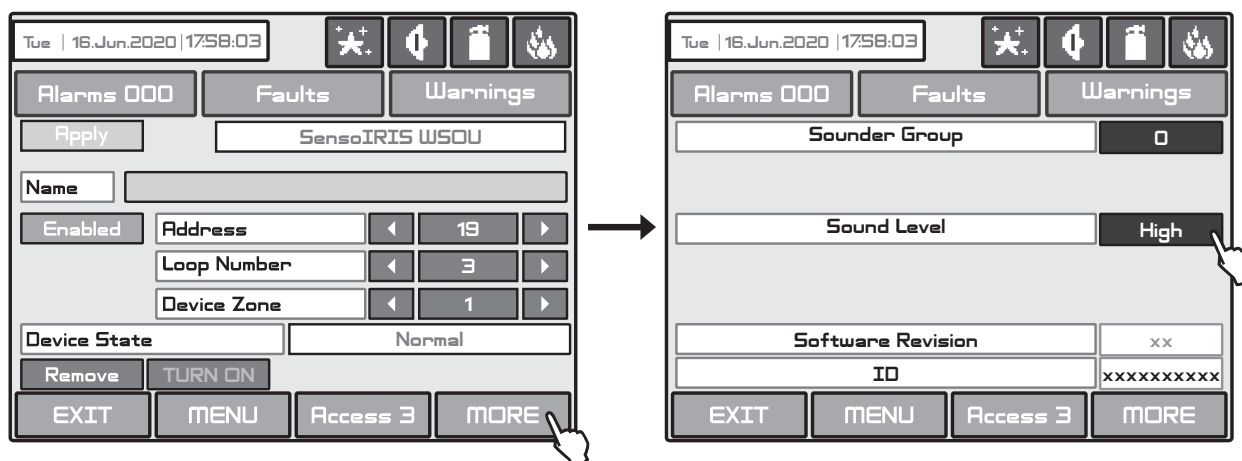 Tue | 16.Jun.2020 | 17:58:03
Alarms 000 Faults Warnings
Apply SensoIRIS WSOU
Name
Enabled Address 19
Loop Number 3
Device Zone 1
Device State Normal
Remove TURN ON
EXIT MENU Access 3 MORE
Tue | 16.Jun.2020 | 17:58:03
Alarms 000 Faults Warnings
Sounder Group 0
Sound Level High
Software Revision xx
ID xxxxxxxxxx
EXIT MENU Access 3 MORE